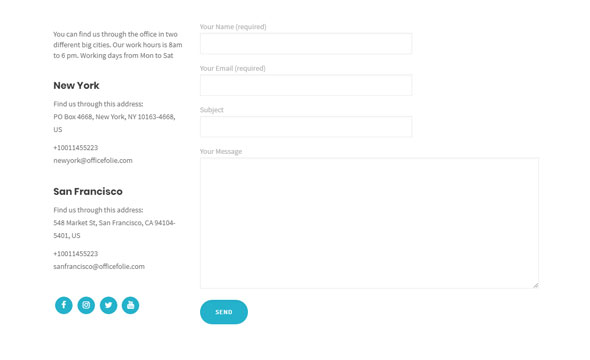 You can find us through the office in two
different big cities. Our work hours is 8am
to 6 pm. Working days from Mon to Sat
New York
Find us through this address:
PO Box 4668, New York, NY 10163-4668,
US
+10011455223
newyork@officefolie.com
San Francisco
Find us through this address:
548 Market St, San Francisco, CA 94104-
5401, US
+10011455223
sanfrancisco@officefolie.com
Your Name (required)
Your Email (required)
Subject
Your Message
SEND